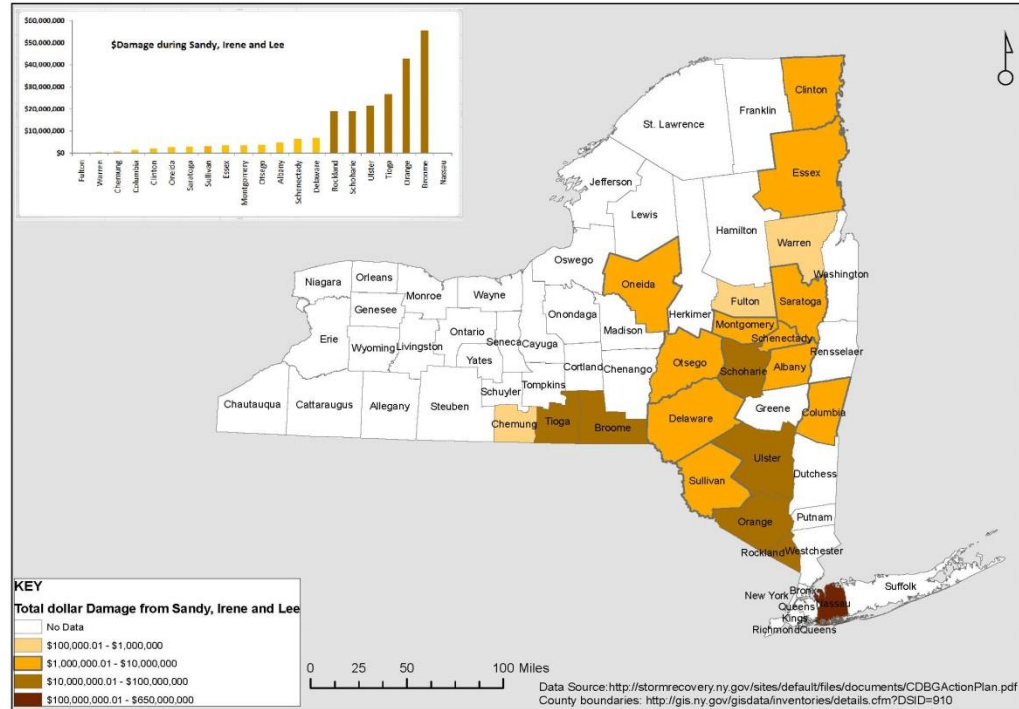 $Damage during Sandy, Irene and Lee
$60,000,000
$50,000,000
$40,000,000
$30,000,000
$20,000,000
$10,000,000
$0
Fulton
Warren
Chemung
Columbia
Clinton
Oneida
Saratoga
Sullivan
Essex
Montgomery
Otsego
Albany
Schenectady
Delaware
Rockland
Schoharie
Ulster
Tioga
Orange
Broome
Nassau
Clinton
Franklin
St. Lawrence
Essex
Jefferson
Lewis
Hamilton
Warren
Washington
Oswego
Oneida
Herkimer
Fulton
Saratoga
Niagara
Orleans
Monroe
Wayne
Genesee
Onondaga
Madison
Montgomery
Schenectady
Rensselaer
Erie
Wyoming
Livingston
Ontario
Yates
Seneca
Cayuga
Cortland
Chenango
Otsego
Schoharie
Albany
Tompkins
Schuyler
Chautauqua
Cattaraugus
Allegany
Steuben
Chemung
Tioga
Broome
Delaware
Greene
Columbia
Ulster
Dutchess
Sullivan
Orange
Putnam
Rockland
Westchester
Suffolk
Bronx
New York
Nassau
Queens
Kings
Richmond
Queens
KEY
Total dollar Damage from Sandy, Irene and Lee
No Data
$100,000.01 - $1,000,000
$1,000,000.01 - $10,000,000
$10,000,000.01 - $100,000,000
$100,000,000.01 - $650,000,000
0 25 50 100 Miles
Data Source:http://stormrecovery.ny.gov/sites/default/files/documents/CDBGActionPlan.pdf
County boundaries: http://gis.ny.gov/gisdata/inventories/details.cfm?DSID=910